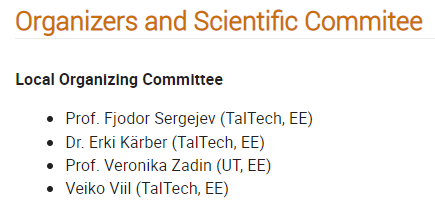 Organizers and Scientific Commitee
Local Organizing Committee
Prof. Fjodor Sergejev (TalTech, EE)
Dr. Erki Kärber (TalTech, EE)
Prof. Veronika Zadin (UT, EE)
Veiko Viil (TalTech, EE)